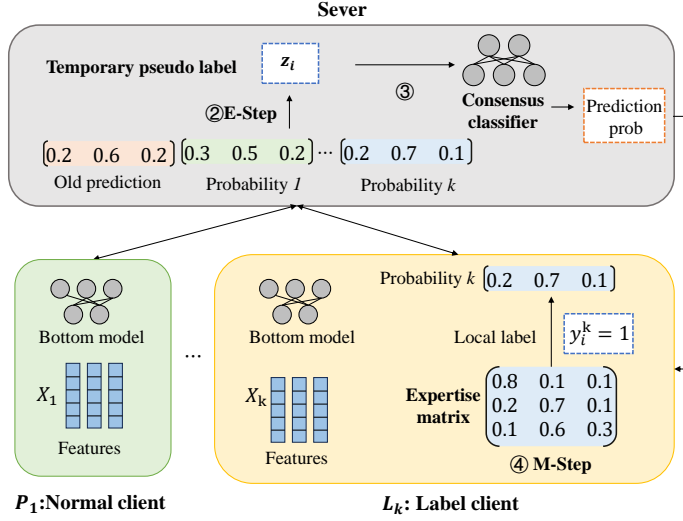 Sever
Temporary pseudo label
z_i
③
②E-Step
Consensus
classifier
Prediction
prob
0.2 0.6 0.2
0.3 0.5 0.2
...
0.2 0.7 0.1
Old prediction
Probability 1
Probability k
Bottom model
X_1
Features
...
Bottom model
X_k
Features
Probability k
0.2 0.7 0.1
Local label
y_i^k = 1
Expertise
matrix
0.8 0.1 0.1
0.2 0.7 0.1
0.1 0.6 0.3
④ M-Step
P_1:Normal client
L_k: Label client